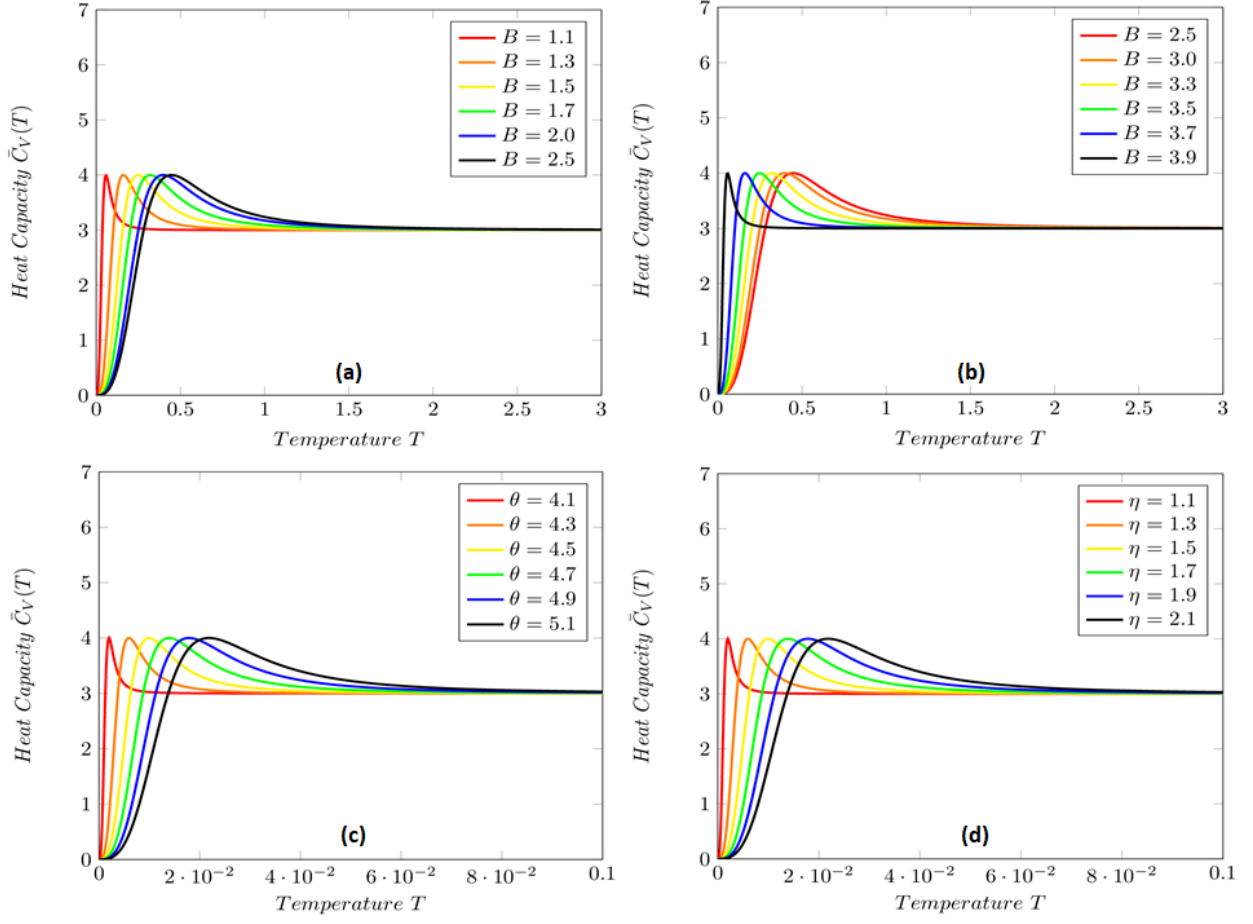 7
6
5
4
3
2
1
0
Heat Capacity C̄_V(T)
B = 1.1
B = 1.3
B = 1.5
B = 1.7
B = 2.0
B = 2.5
(a)
0 0.5 1 1.5 2 2.5 3
Temperature T
7
6
5
4
3
2
1
0
Heat Capacity C̄_V(T)
B = 2.5
B = 3.0
B = 3.3
B = 3.5
B = 3.7
B = 3.9
(b)
0 0.5 1 1.5 2 2.5 3
Temperature T
7
6
5
4
3
2
1
0
Heat Capacity C̄_V(T)
θ = 4.1
θ = 4.3
θ = 4.5
θ = 4.7
θ = 4.9
θ = 5.1
(c)
0 2·10⁻² 4·10⁻² 6·10⁻² 8·10⁻² 0.1
Temperature T
7
6
5
4
3
2
1
0
Heat Capacity C̄_V(T)
η = 1.1
η = 1.3
η = 1.5
η = 1.7
η = 1.9
η = 2.1
(d)
0 2·10⁻² 4·10⁻² 6·10⁻² 8·10⁻² 0.1
Temperature T